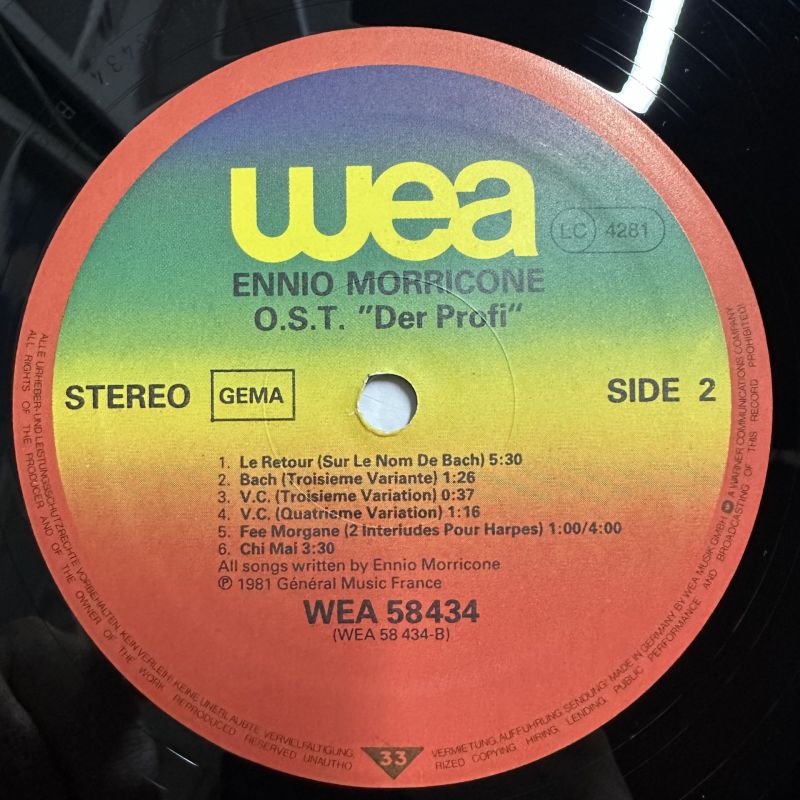 wea
LC 4281
ENNIO MORRICONE
O.S.T. "Der Profi"
STEREO GEMA SIDE 2
1. Le Retour (Sur Le Nom De Bach) 5:30
2. Bach (Troisieme Variante) 1:26
3. V.C. (Troisieme Variation) 0:37
4. V.C. (Quatrieme Variation) 1:16
5. Fee Morgane (2 Interludes Pour Harpes) 1:00/4:00
6. Chi Mai 3:30
All songs written by Ennio Morricone
℗ 1981 Général Music France
WEA 58 434
(WEA 58 434-B)
33
ALLE URHEBER- UND LEISTUNGSSCHUTZRECHTE VORBEHALTEN. KEIN VERLEIH! KEINE UNERLAUBTE VERVIELFÄLTIGUNG, VERMIETUNG, AUFFÜHRUNG, SENDUNG! MADE IN GERMANY BY WEA MUSIK GMBH A WARNER COMMUNICATIONS COMPANY
ALL RIGHTS OF THE PRODUCER AND OF THE OWNER OF THE WORK REPRODUCED RESERVED UNAUTHORIZED COPYING, HIRING, LENDING, PUBLIC PERFORMANCE AND BROADCASTING OF THIS RECORD PROHIBITED!